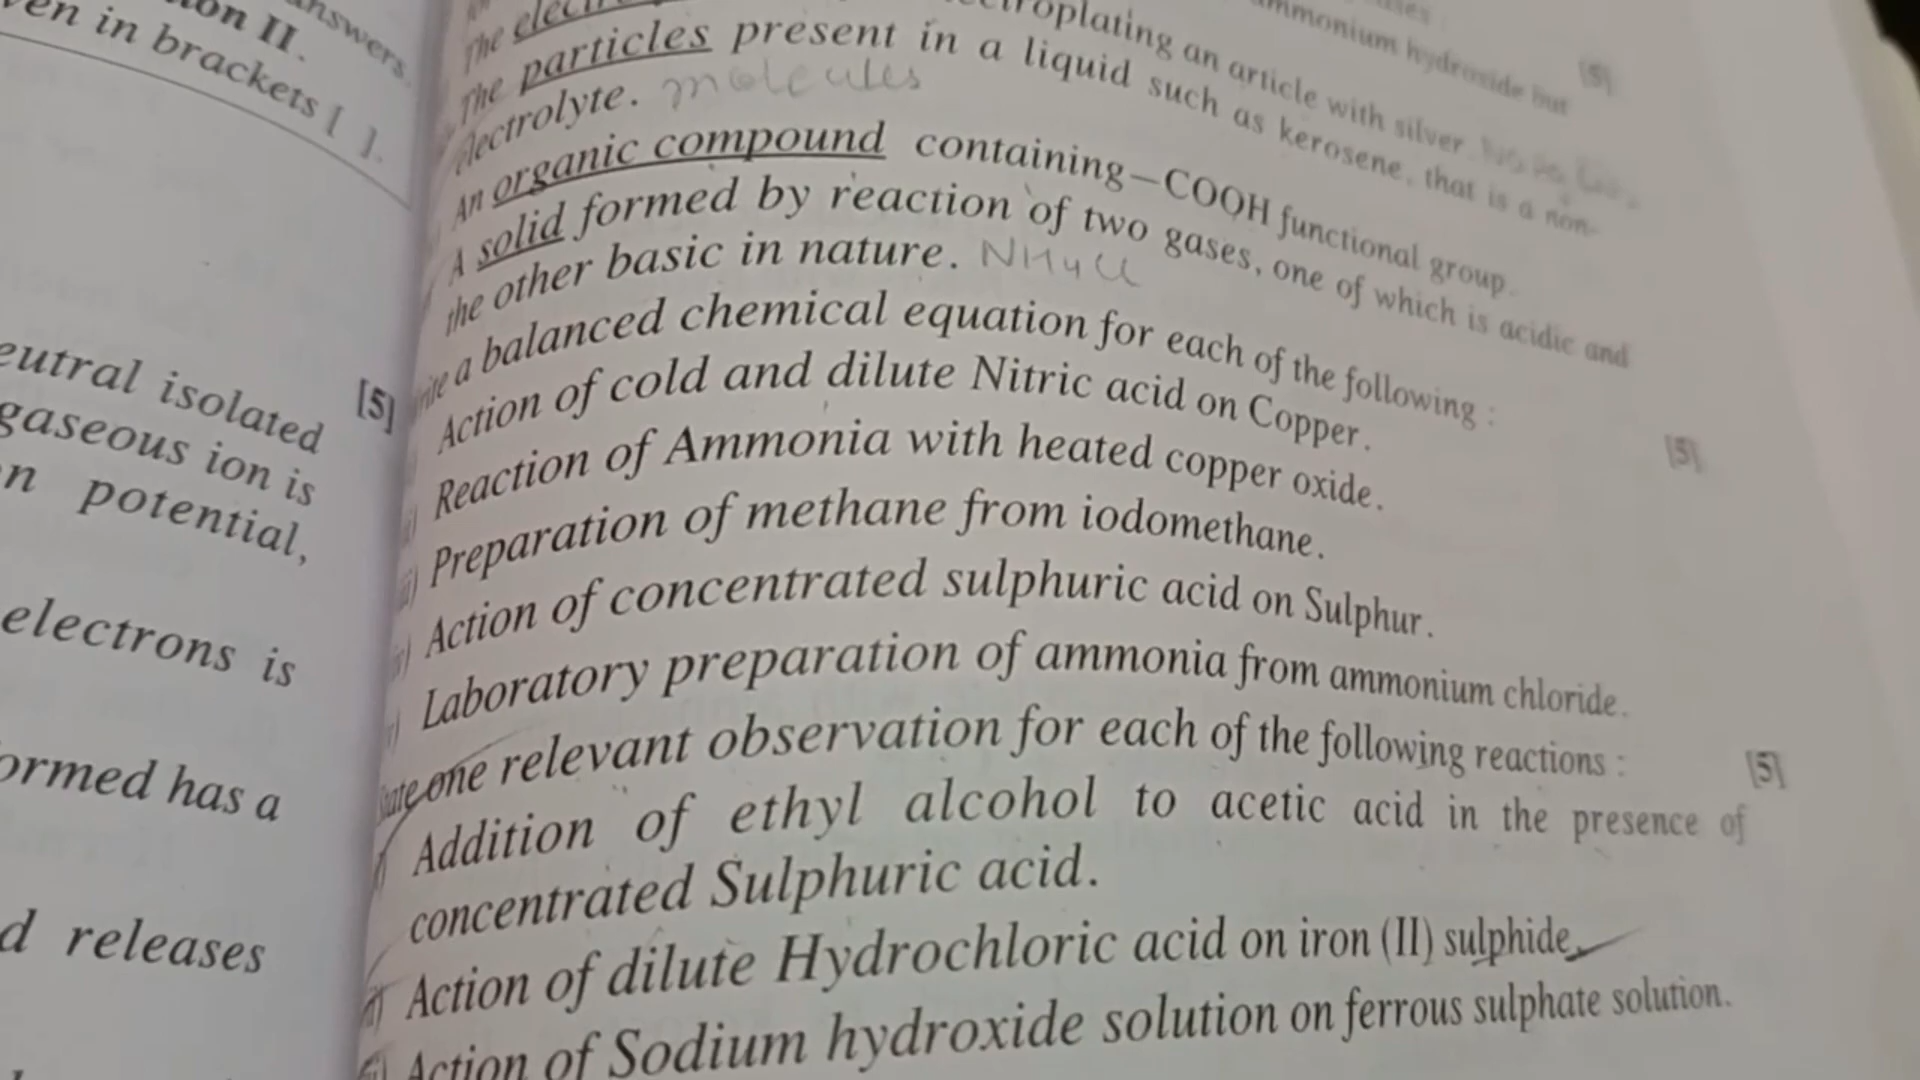 answers.
on II.
en in brackets [ ].
eutral isolated [5]
gaseous ion is
n potential,
electrons is
ormed has a
d releases
ammonium hydroxide but
[5]
The electroplating an article with silver.
The particles present in a liquid such as kerosene, that is a non-
electrolyte. molecules
An organic compound containing—COOH functional group.
A solid formed by reaction of two gases, one of which is acidic and
the other basic in nature. NH4Cl
a balanced chemical equation for each of the following : [5]
Action of cold and dilute Nitric acid on Copper.
Reaction of Ammonia with heated copper oxide.
Preparation of methane from iodomethane.
Action of concentrated sulphuric acid on Sulphur.
Laboratory preparation of ammonia from ammonium chloride.
State one relevant observation for each of the following reactions : [5]
Addition of ethyl alcohol to acetic acid in the presence of
concentrated Sulphuric acid.
Action of dilute Hydrochloric acid on iron (II) sulphide.
Action of Sodium hydroxide solution on ferrous sulphate solution.